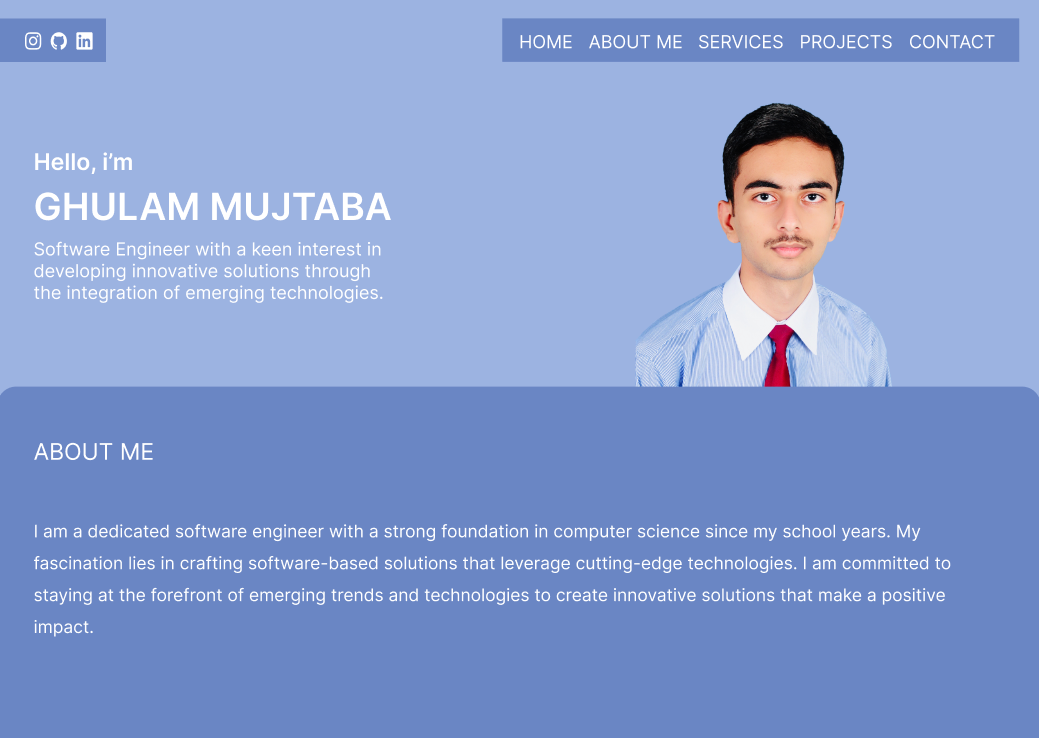 HOME ABOUT ME SERVICES PROJECTS CONTACT
Hello, i’m
GHULAM MUJTABA
Software Engineer with a keen interest in
developing innovative solutions through
the integration of emerging technologies.
ABOUT ME
I am a dedicated software engineer with a strong foundation in computer science since my school years. My
fascination lies in crafting software-based solutions that leverage cutting-edge technologies. I am committed to
staying at the forefront of emerging trends and technologies to create innovative solutions that make a positive
impact.